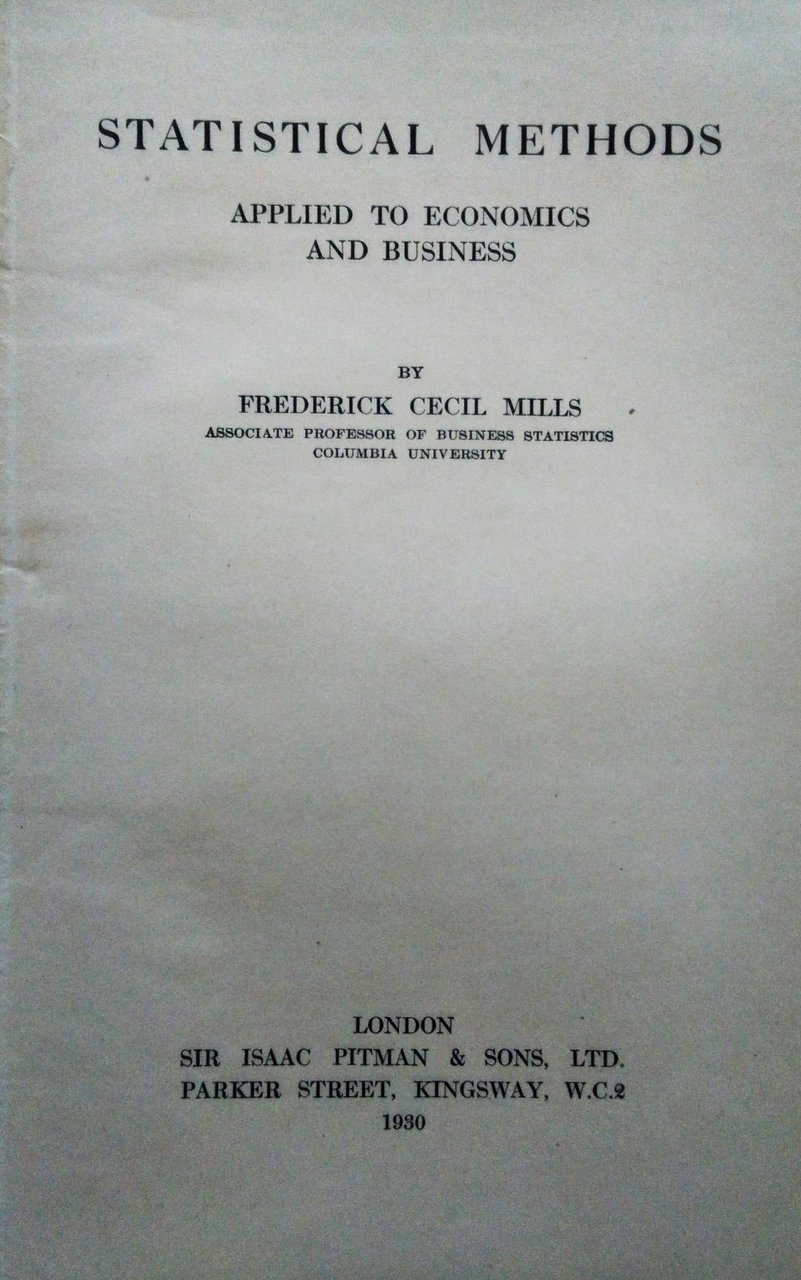 STATISTICAL METHODS
APPLIED TO ECONOMICS
AND BUSINESS
BY
FREDERICK CECIL MILLS
ASSOCIATE PROFESSOR OF BUSINESS STATISTICS
COLUMBIA UNIVERSITY
LONDON
SIR ISAAC PITMAN & SONS, LTD.
PARKER STREET, KINGSWAY, W.C.2
1930